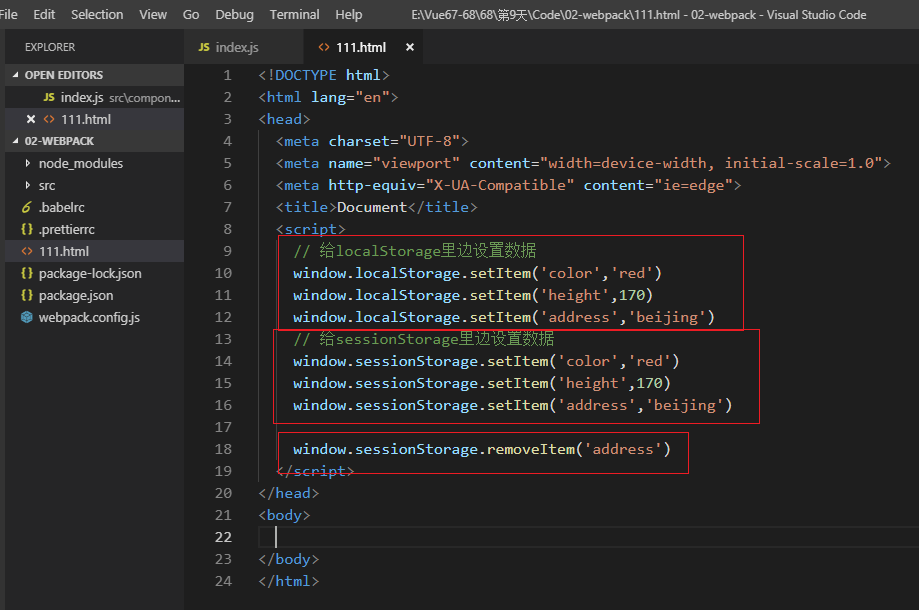 File Edit Selection View Go Debug Terminal Help E:\Vue67-68\68\第9天\Code\02-webpack\111.html - 02-webpack - Visual Studio Code
EXPLORER
OPEN EDITORS
JS index.js src\compon...
<> 111.html
02-WEBPACK
node_modules
src
.babelrc
{} .prettierrc
<> 111.html
{} package-lock.json
{} package.json
webpack.config.js
JS index.js <> 111.html
1 <!DOCTYPE html>
2 <html lang="en">
3 <head>
4 <meta charset="UTF-8">
5 <meta name="viewport" content="width=device-width, initial-scale=1.0">
6 <meta http-equiv="X-UA-Compatible" content="ie=edge">
7 <title>Document</title>
8 <script>
9 // 给localStorage里边设置数据
10 window.localStorage.setItem('color','red')
11 window.localStorage.setItem('height',170)
12 window.localStorage.setItem('address','beijing')
13 // 给sessionStorage里边设置数据
14 window.sessionStorage.setItem('color','red')
15 window.sessionStorage.setItem('height',170)
16 window.sessionStorage.setItem('address','beijing')
17
18 window.sessionStorage.removeItem('address')
19 </script>
20 </head>
21 <body>
22
23 </body>
24 </html>